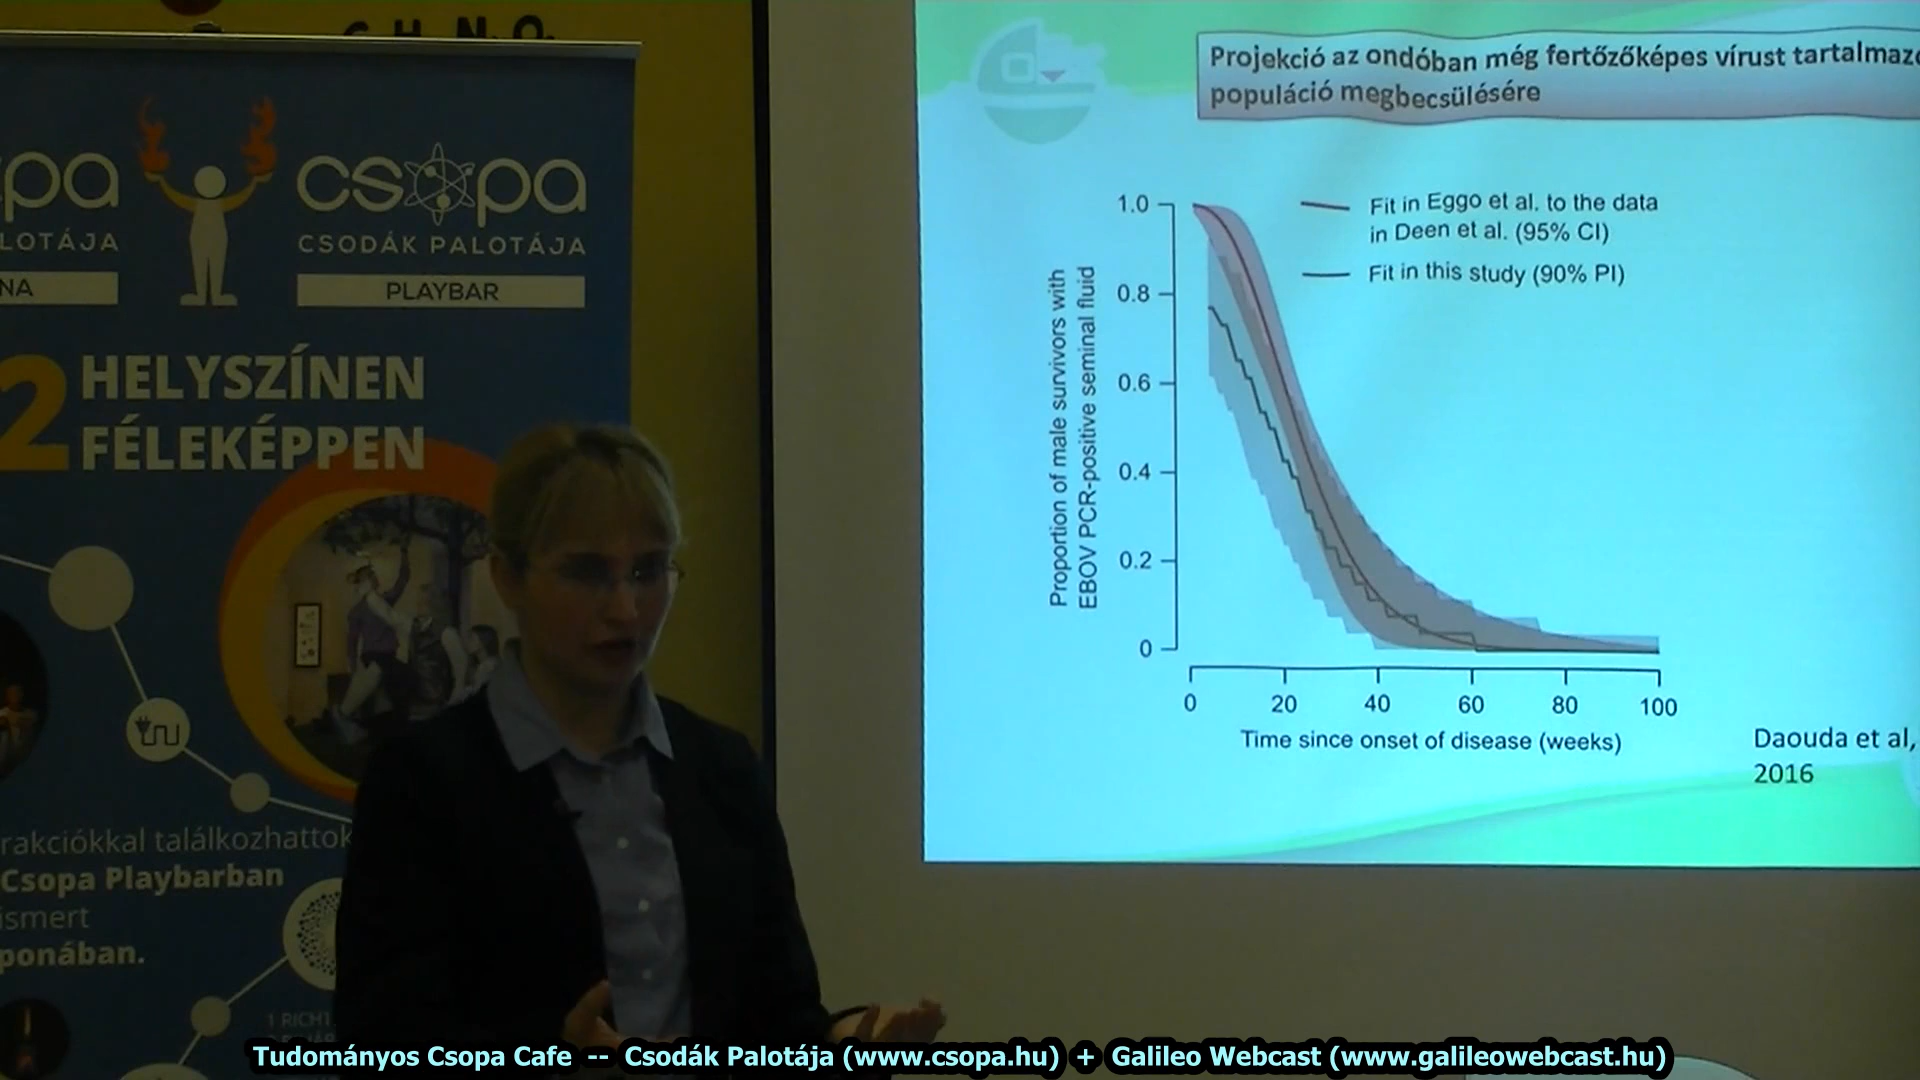 C H N O
CSOPA
CSODÁK PALOTÁJA
PLAYBAR
PA
LOTÁJA
NA
2 HELYSZÍNEN
FÉLEKÉPPEN
rakciókkal találkozhattok
Csopa Playbarban
ismert
ponában.
1 RICHT
Projekció az ondóban még fertőzőképes vírust tartalmazó
populáció megbecsülésére
Fit in Eggo et al. to the data
in Deen et al. (95% CI)
Fit in this study (90% PI)
Proportion of male survivors with
EBOV PCR-positive seminal fluid
1.0
0.8
0.6
0.4
0.2
0
0 20 40 60 80 100
Time since onset of disease (weeks)
Daouda et al,
2016
Tudományos Csopa Cafe -- Csodák Palotája (www.csopa.hu) + Galileo Webcast (www.galileowebcast.hu)